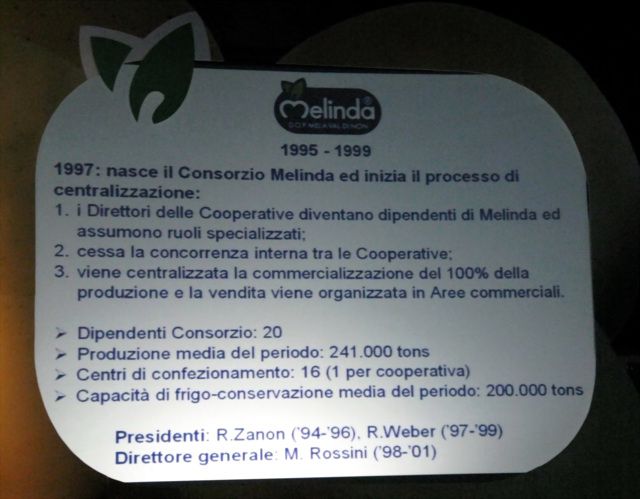 Melinda®
D.O.P. MELA VAL DI NON
1995 - 1999
1997: nasce il Consorzio Melinda ed inizia il processo di
centralizzazione:
1. i Direttori delle Cooperative diventano dipendenti di Melinda ed
assumono ruoli specializzati;
2. cessa la concorrenza interna tra le Cooperative;
3. viene centralizzata la commercializzazione del 100% della
produzione e la vendita viene organizzata in Aree commerciali.
➢ Dipendenti Consorzio: 20
➢ Produzione media del periodo: 241.000 tons
➢ Centri di confezionamento: 16 (1 per cooperativa)
➢ Capacità di frigo-conservazione media del periodo: 200.000 tons
Presidenti: R.Zanon ('94-'96), R.Weber ('97-'99)
Direttore generale: M. Rossini ('98-'01)